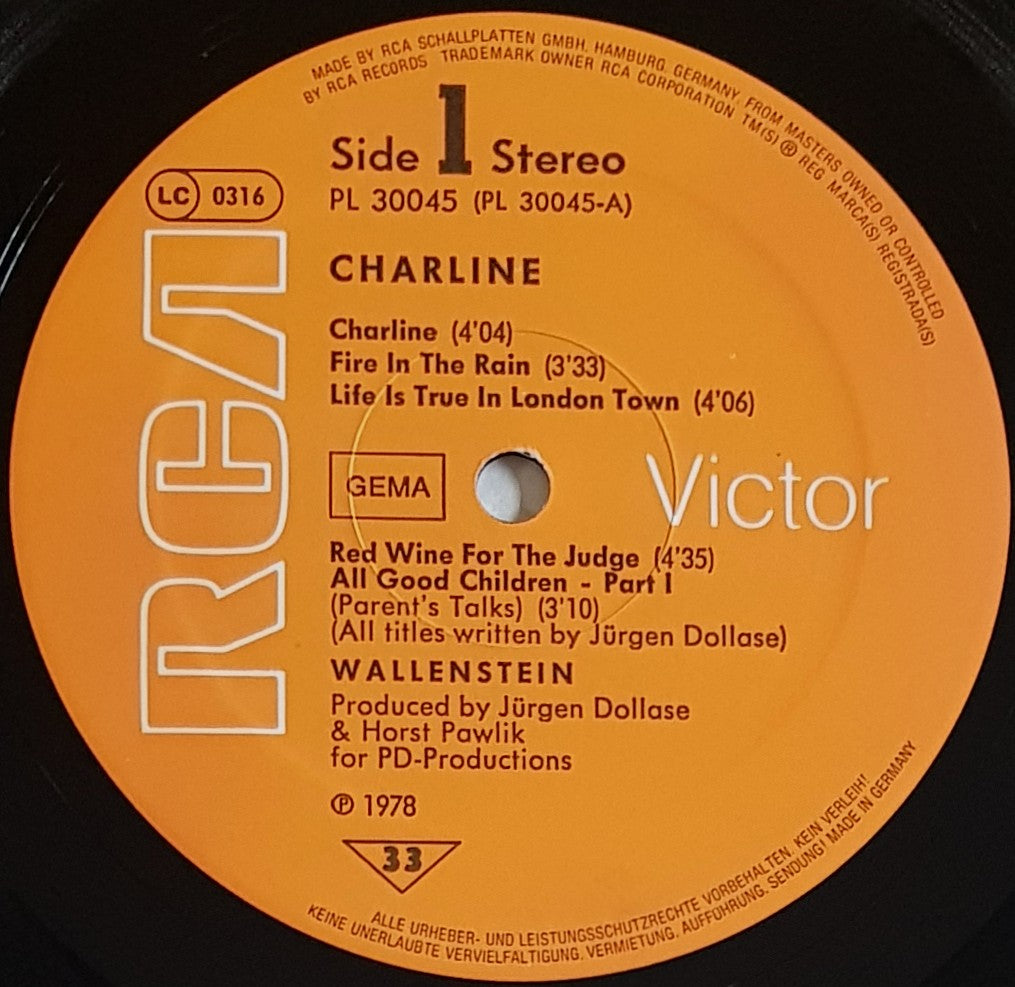 MADE BY RCA SCHALLPLATTEN GMBH, HAMBURG, GERMANY, FROM MASTERS OWNED OR CONTROLLED
BY RCA RECORDS TRADEMARK OWNER RCA CORPORATION TM(S) ® REG MARCA(S) REGISTRADA(S)
Side 1 Stereo
PL 30045 (PL 30045-A)
LC 0316
RCA
CHARLINE
Charline (4'04)
Fire In The Rain (3'33)
Life Is True In London Town (4'06)
GEMA
Victor
Red Wine For The Judge (4'35)
All Good Children - Part I
(Parent's Talks) (3'10)
(All titles written by Jürgen Dollase)
WALLENSTEIN
Produced by Jürgen Dollase
& Horst Pawlik
for PD-Productions
℗ 1978
33
ALLE URHEBER- UND LEISTUNGSSCHUTZRECHTE VORBEHALTEN. KEIN VERLEIH!
KEINE UNERLAUBTE VERVIELFALTIGUNG, VERMIETUNG, AUFFÜHRUNG, SENDUNG! MADE IN GERMANY